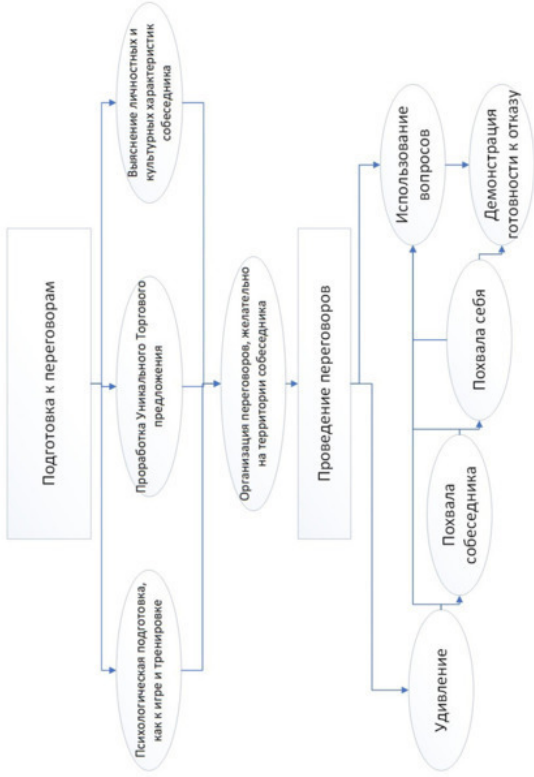 Подготовка к переговорам
Психологическая подготовка,
как к игре и тренировке
Проработка Уникального Торгового
предложения
Выяснение личностных и
культурных характеристик
собеседника
Организация переговоров, желательно
на территории собеседника
Проведение переговоров
Удивление
Похвала
собеседника
Похвала себя
Использование
вопросов
Демонстрация
готовности к отказу